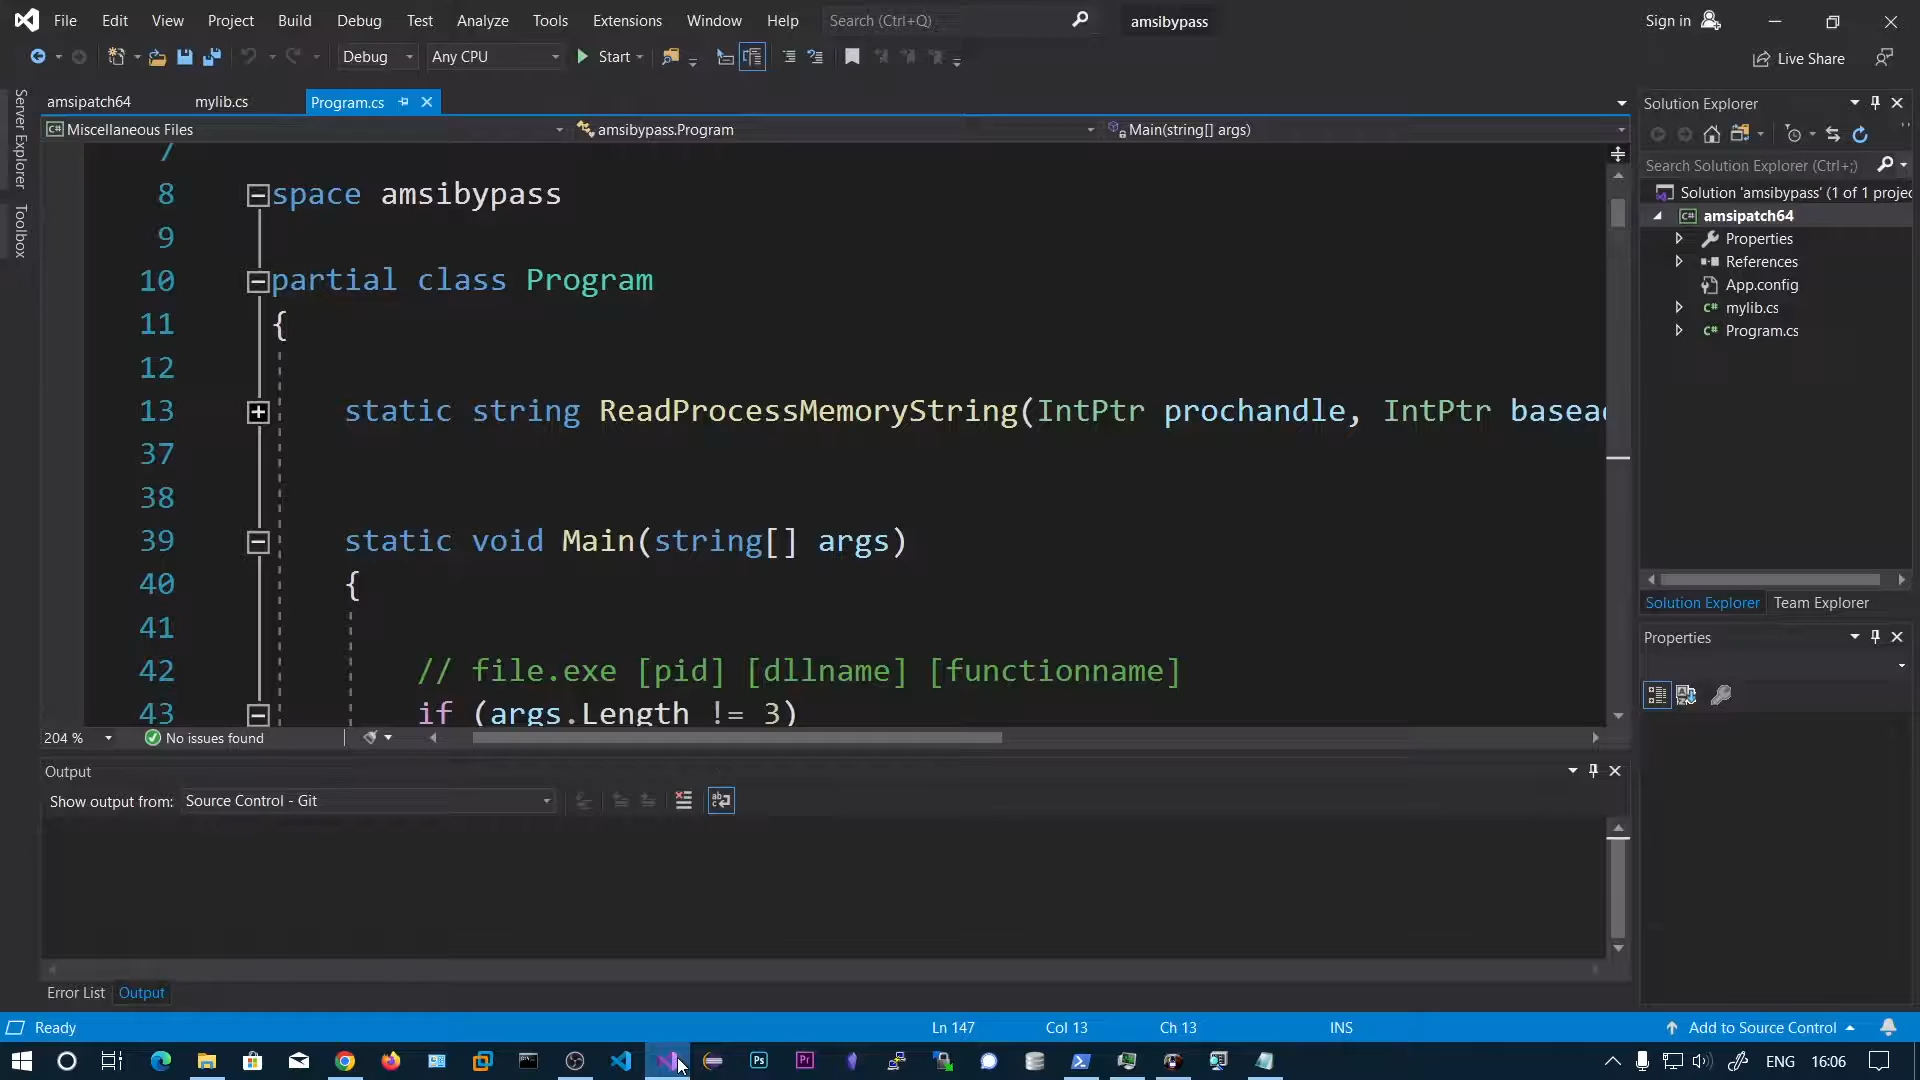 File Edit View Project Build Debug Test Analyze Tools Extensions Window Help Search (Ctrl+Q) amsibypass Sign in
Debug Any CPU Start Live Share
Server Explorer
Toolbox
amsipatch64 mylib.cs Program.cs
Miscellaneous Files amsibypass.Program Main(string[] args)
7
8 space amsibypass
9
10 partial class Program
11 {
12
13 static string ReadProcessMemoryString(IntPtr prochandle, IntPtr basead
37
38
39 static void Main(string[] args)
40 {
41
42 // file.exe [pid] [dllname] [functionname]
43 if (args.Length != 3)
204 % No issues found
Output
Show output from: Source Control - Git
Error List Output
Solution Explorer
Search Solution Explorer (Ctrl+;)
Solution 'amsibypass' (1 of 1 projec
amsipatch64
Properties
References
App.config
mylib.cs
Program.cs
Solution Explorer Team Explorer
Properties
Ready Ln 147 Col 13 Ch 13 INS Add to Source Control
Ps Pr ENG 16:06